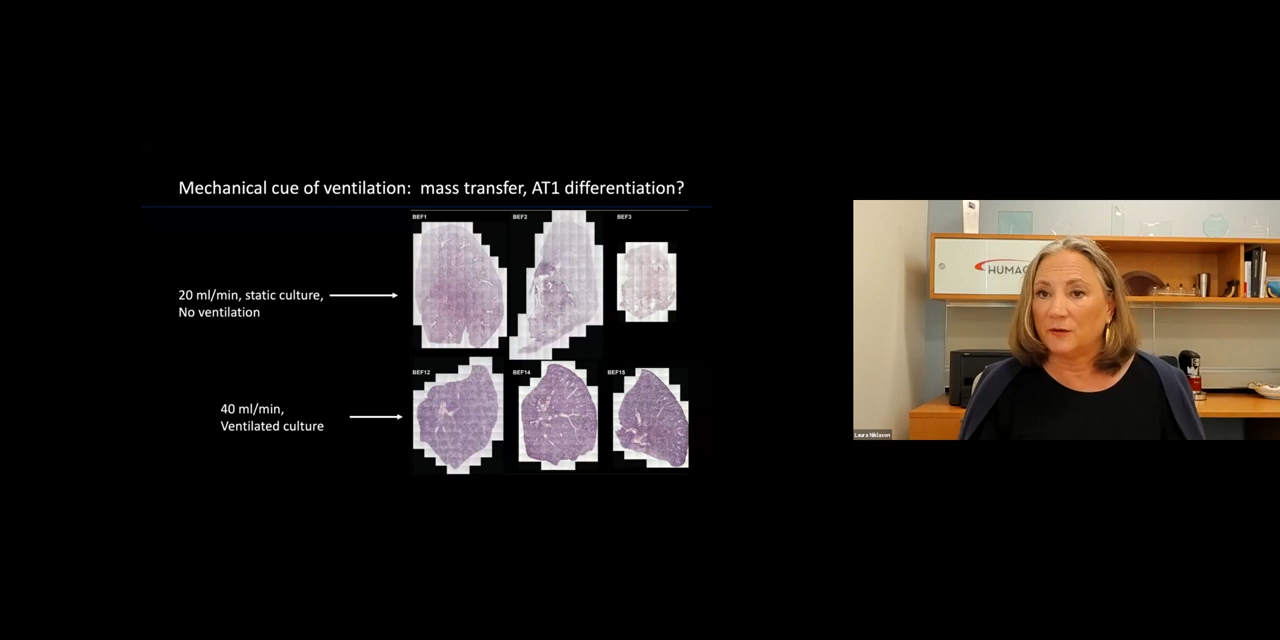 Mechanical cue of ventilation: mass transfer, AT1 differentiation?
BEF1
BEF2
BEF3
20 ml/min, static culture,
No ventilation
BEF12
BEF14
BEF15
40 ml/min,
Ventilated culture
HUMAC
Laura Niklason